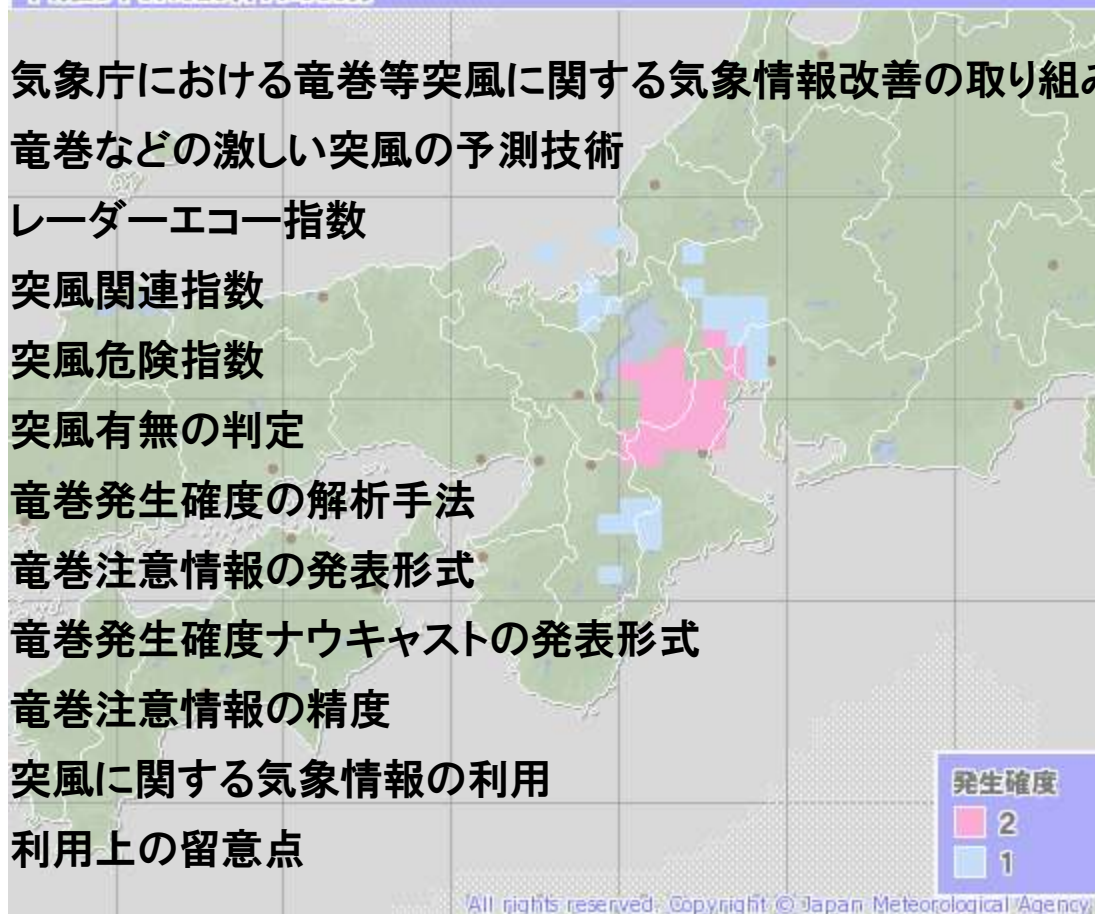 気象庁における竜巻等突風に関する気象情報改善の取り組み
竜巻などの激しい突風の予測技術
レーダーエコー指数
突風関連指数
突風危険指数
突風有無の判定
竜巻発生確度の解析手法
竜巻注意情報の発表形式
竜巻発生確度ナウキャストの発表形式
竜巻注意情報の精度
突風に関する気象情報の利用
利用上の留意点
発生確度
2
1
All rights reserved. Copyright © Japan Meteorological Agency